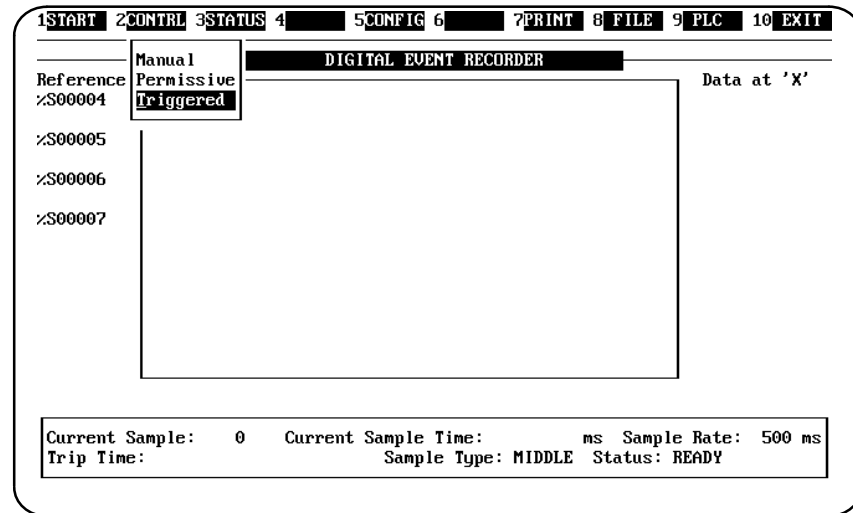 1START 2CONTRL 3STATUS 4 5CONFIG 6 7PRINT 8 FILE 9 PLC 10 EXIT
Manual
DIGITAL EVENT RECORDER
Reference Permissive Data at 'X'
%S00004 Triggered
%S00005
%S00006
%S00007
Current Sample: 0 Current Sample Time: ms Sample Rate: 500 ms
Trip Time: Sample Type: MIDDLE Status: READY